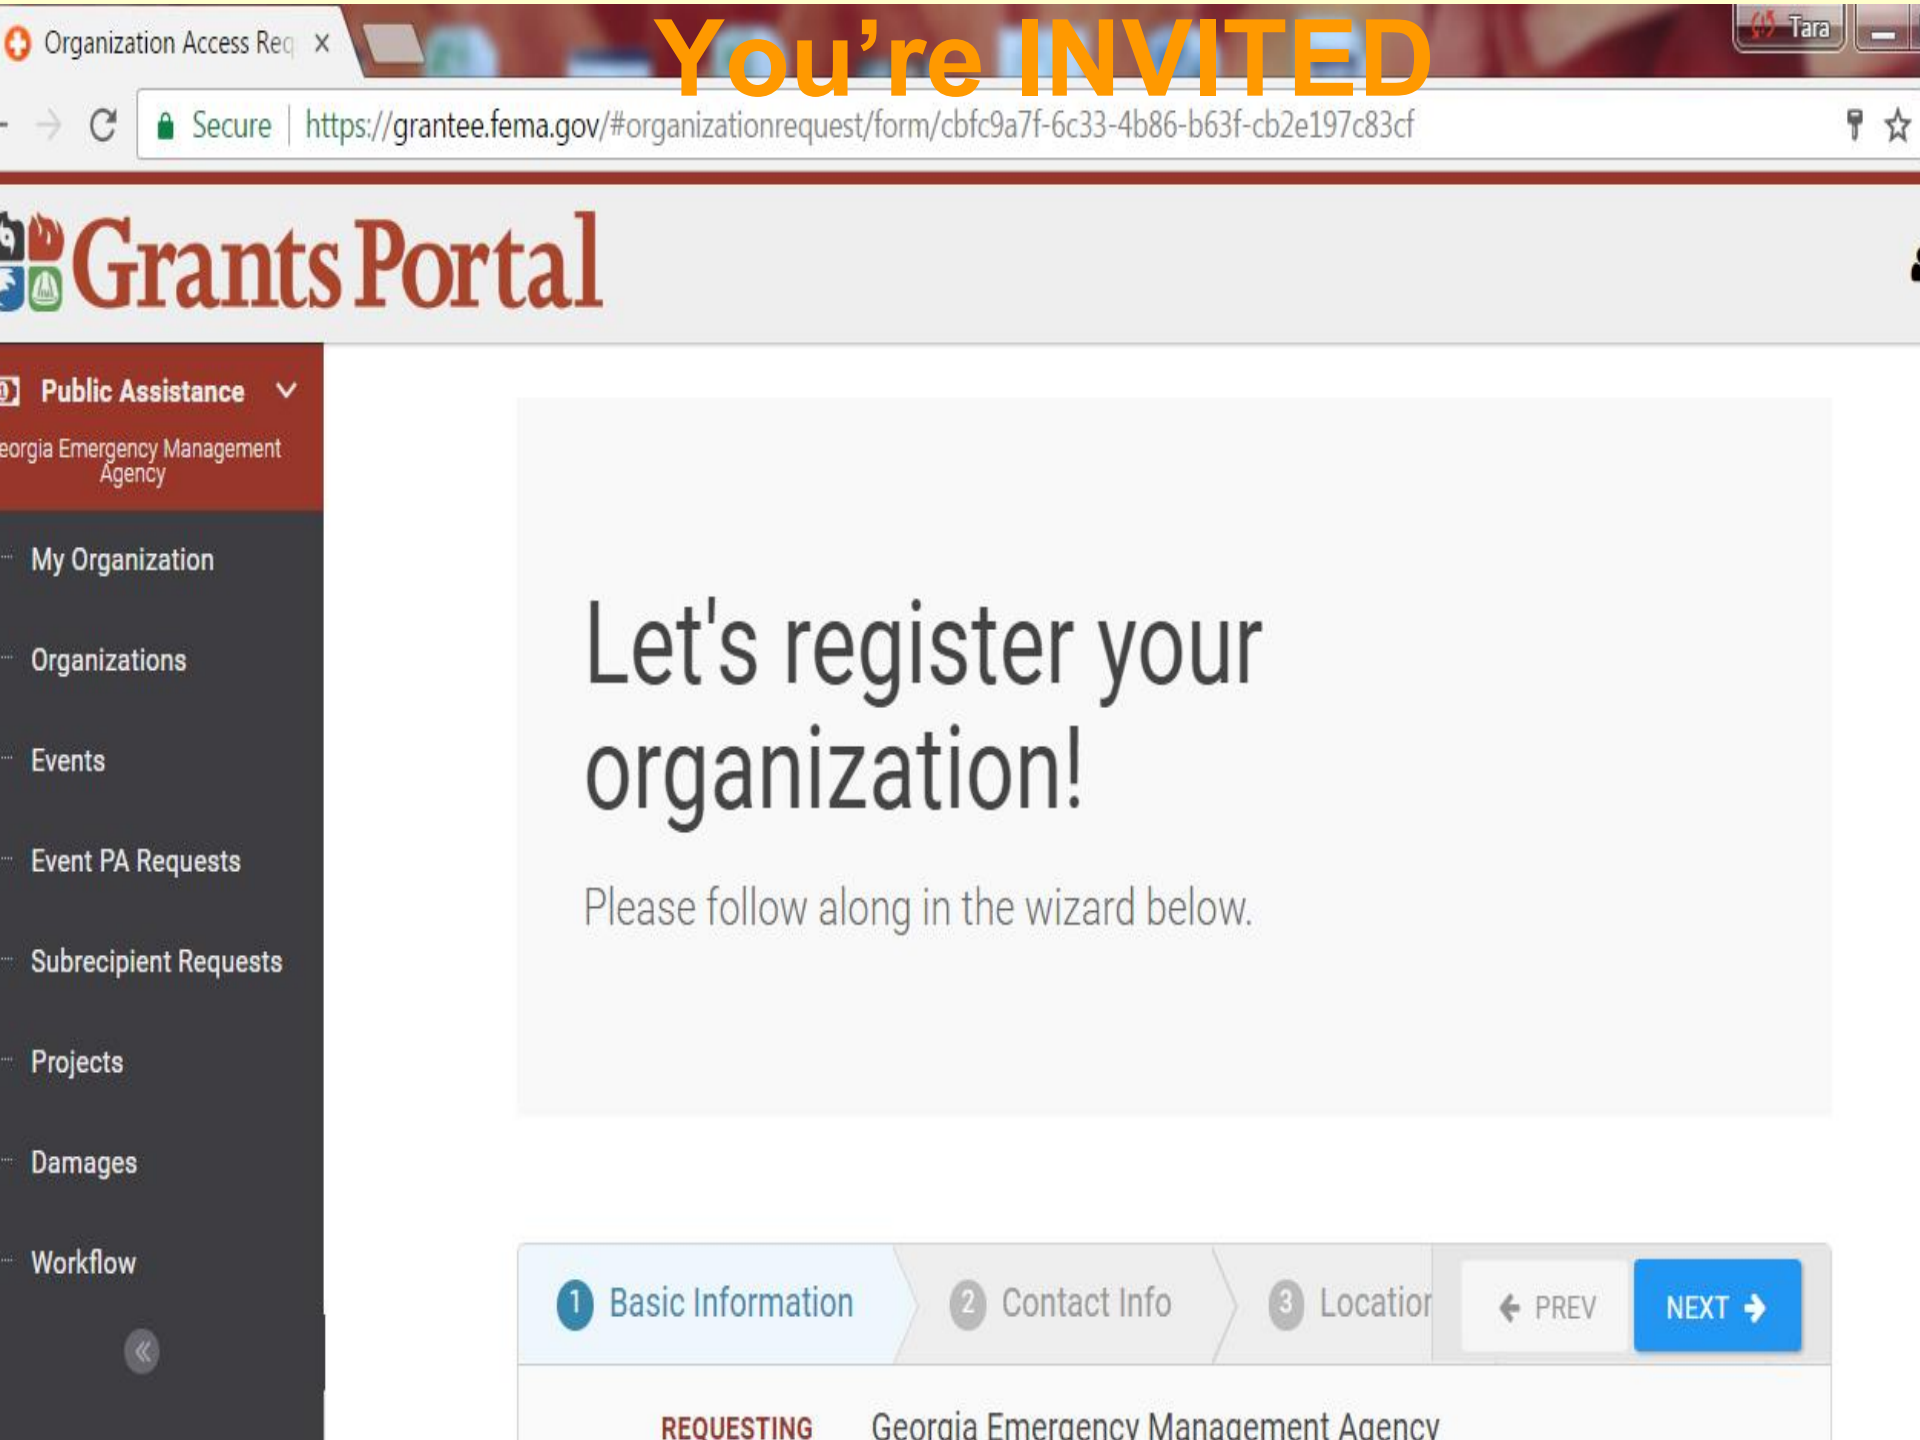 You're INVITED
Organization Access Req
Tara
Secure | https://grantee.fema.gov/#organizationrequest/form/cbfc9a7f-6c33-4b86-b63f-cb2e197c83cf
Grants Portal
Public Assistance
eorgia Emergency Management
Agency
My Organization
Organizations
Events
Event PA Requests
Subrecipient Requests
Projects
Damages
Workflow
Let's register your
organization!
Please follow along in the wizard below.
1 Basic Information 2 Contact Info 3 Location PREV NEXT
REQUESTING Georgia Emergency Management Agency